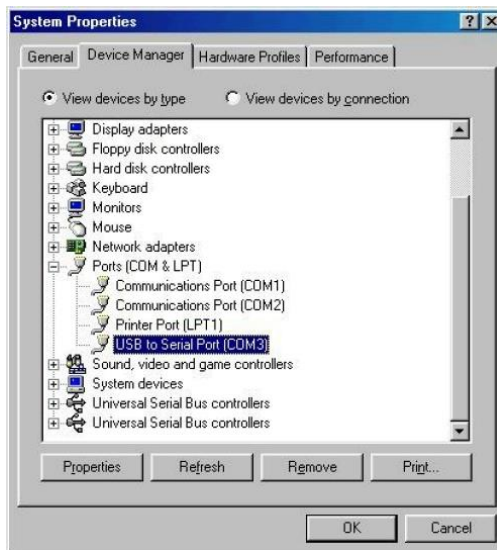 System Properties
General Device Manager Hardware Profiles Performance
View devices by type View devices by connection
Display adapters
Floppy disk controllers
Hard disk controllers
Keyboard
Monitors
Mouse
Network adapters
Ports (COM & LPT)
Communications Port (COM1)
Communications Port (COM2)
Printer Port (LPT1)
USB to Serial Port (COM3)
Sound, video and game controllers
System devices
Universal Serial Bus controllers
Universal Serial Bus controllers
Properties Refresh Remove Print...
OK Cancel